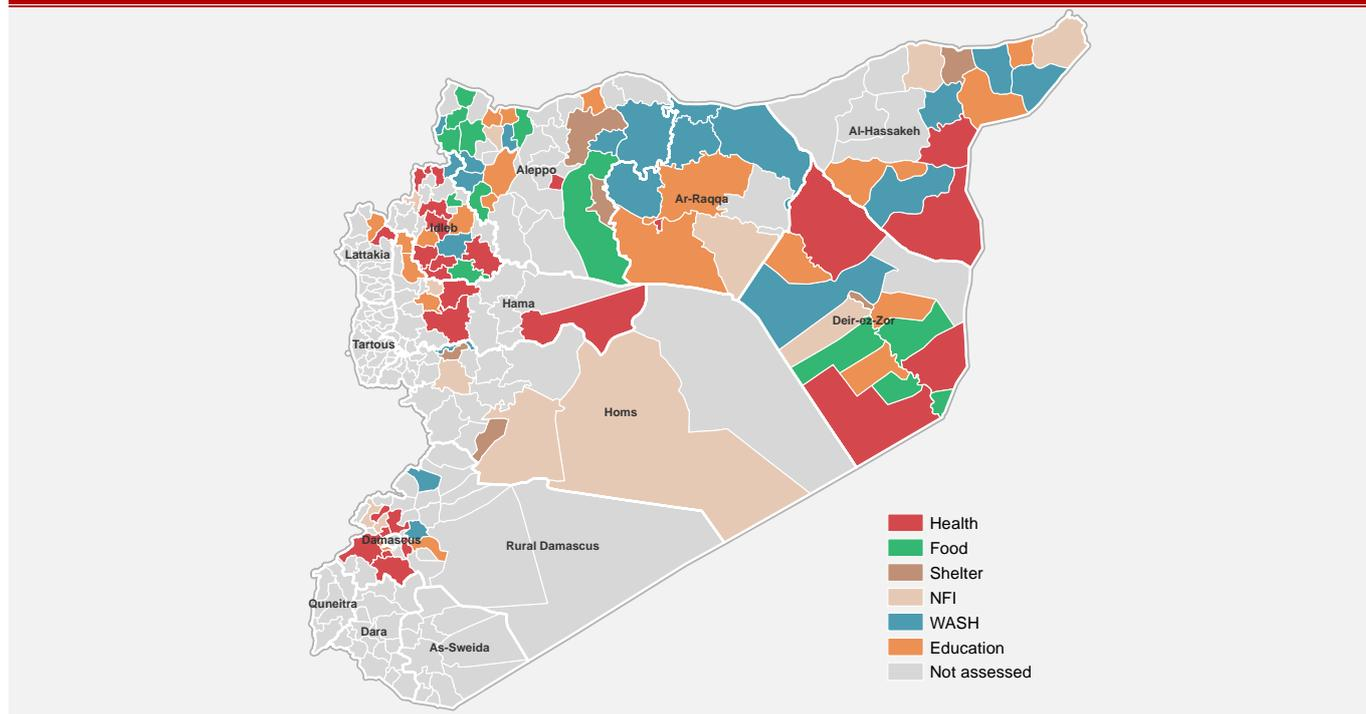 Al-Hassakeh
Aleppo
Ar-Raqqa
Idleb
Lattakia
Hama
Deir-ez-Zor
Tartous
Homs
Damascus
Rural Damascus
Quneitra
Dara
As-Sweida
Health
Food
Shelter
NFI
WASH
Education
Not assessed